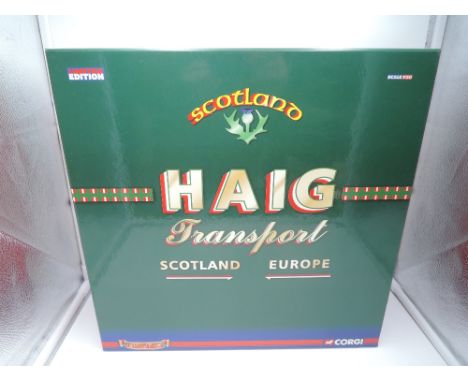 EDITION
SCALE 1:50
Scotland
HAIG
Transport
SCOTLAND EUROPE
CORGI